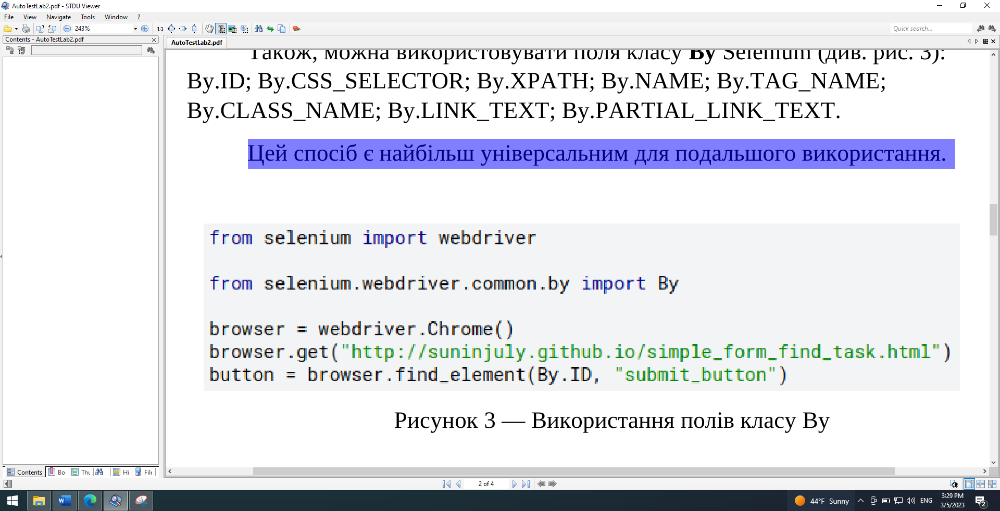 AutoTestLab2.pdf - STDU Viewer
File View Navigate Tools Window ?
243% 1:1 Quick search...
Contents - AutoTestLab2.pdf
AutoTestLab2.pdf
Також, можна використовувати поля класу By Selenium (див. рис. 3):
By.ID; By.CSS_SELECTOR; By.XPATH; By.NAME; By.TAG_NAME;
By.CLASS_NAME; By.LINK_TEXT; By.PARTIAL_LINK_TEXT.
Цей спосіб є найбільш універсальним для подальшого використання.
from selenium import webdriver
from selenium.webdriver.common.by import By
browser = webdriver.Chrome()
browser.get("http://suninjuly.github.io/simple_form_find_task.html")
button = browser.find_element(By.ID, "submit_button")
Рисунок 3 — Використання полів класу By
Contents Bo Thu Hi File
2 of 4
44°F Sunny ENG 3:29 PM
3/5/2023 2